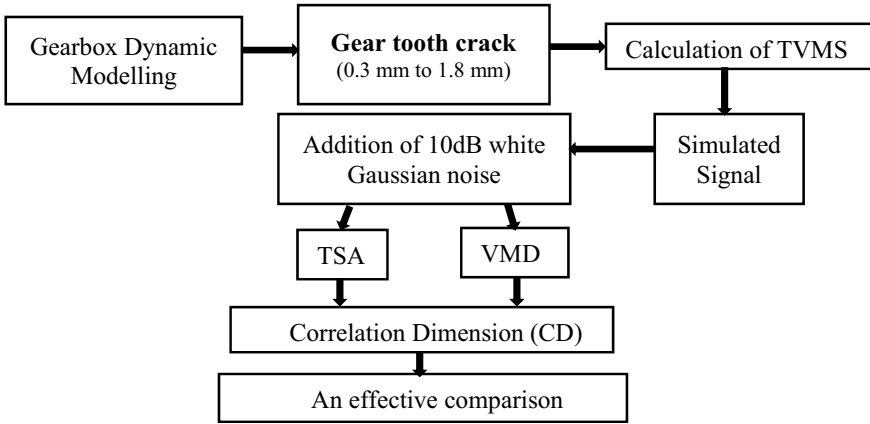 Gearbox Dynamic
Modelling
Gear tooth crack
(0.3 mm to 1.8 mm)
Calculation of TVMS
Simulated
Signal
Addition of 10dB white
Gaussian noise
TSA
VMD
Correlation Dimension (CD)
An effective comparison